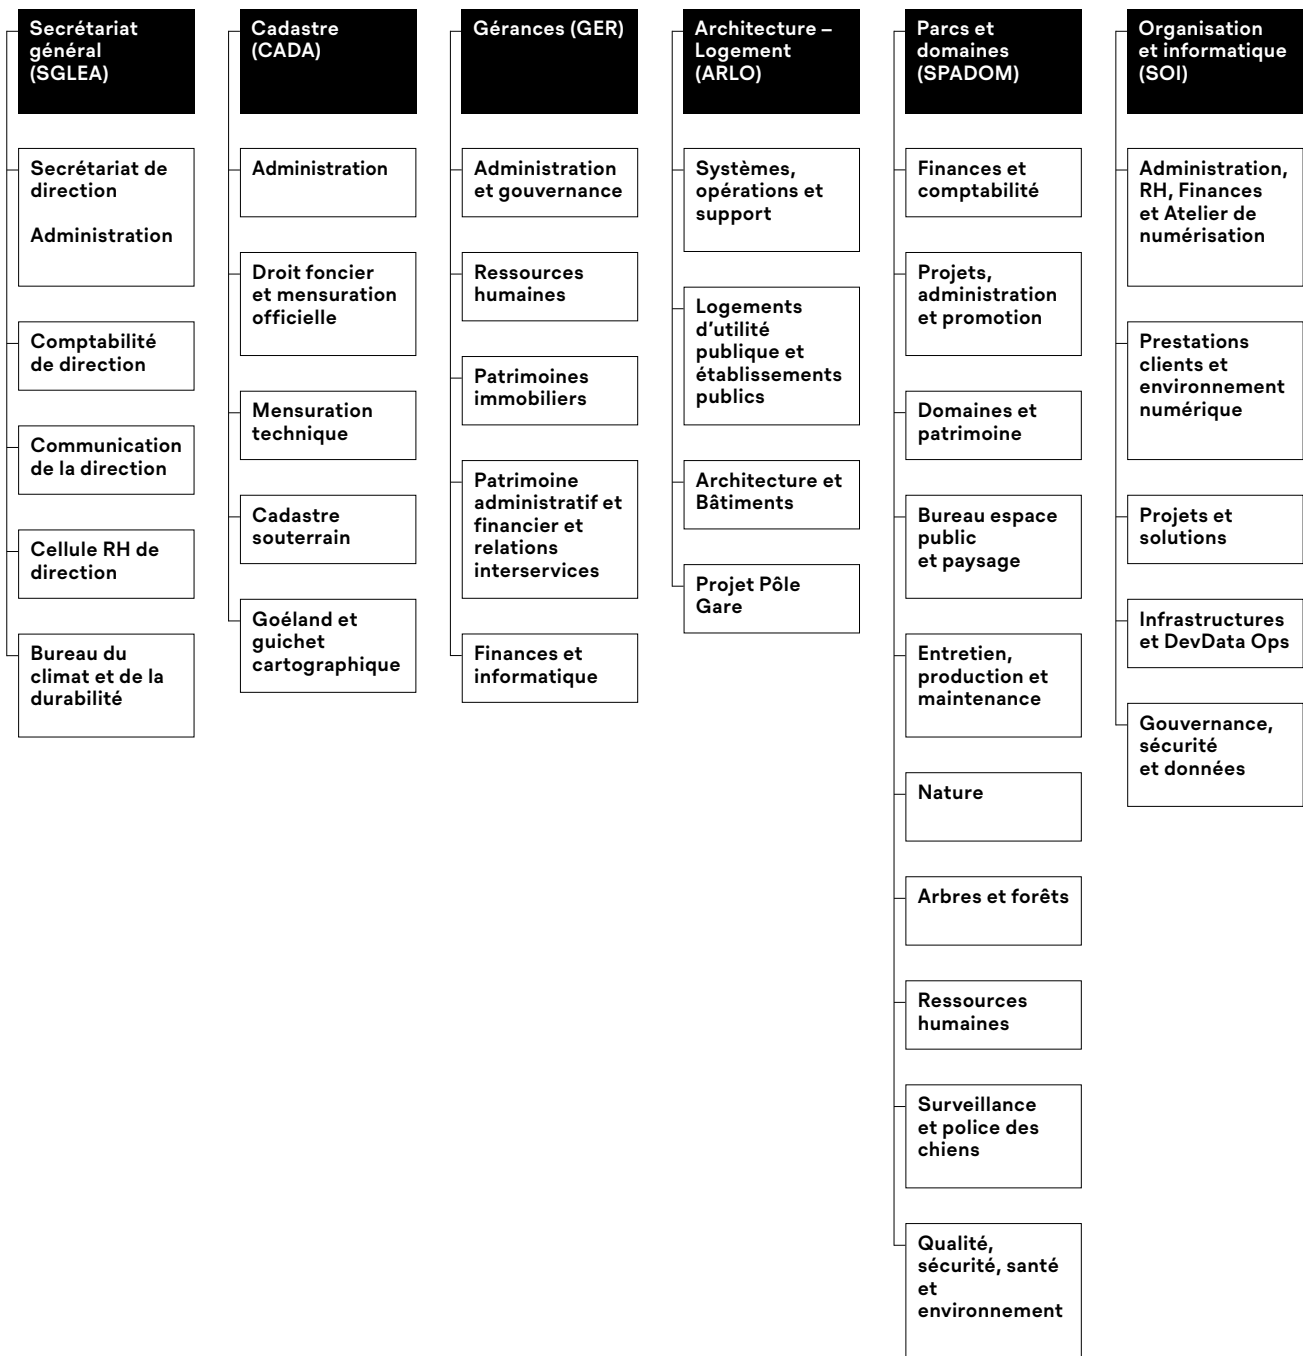 Secrétariat
général
(SGLEA)
Secrétariat de
direction
Administration
Comptabilité
de direction
Communication
de la direction
Cellule RH de
direction
Bureau du
climat et de la
durabilité
Cadastre
(CADA)
Administration
Droit foncier
et mensuration
officielle
Mensuration
technique
Cadastre
souterrain
Goéland et
guichet
cartographique
Gérances (GER)
Administration
et gouvernance
Ressources
humaines
Patrimoines
immobiliers
Patrimoine
administratif et
financier et
relations
interservices
Finances et
informatique
Architecture –
Logement
(ARLO)
Systèmes,
opérations et
support
Logements
d’utilité
publique et
établissements
publics
Architecture et
Bâtiments
Projet Pôle
Gare
Parcs et
domaines
(SPADOM)
Finances et
comptabilité
Projets,
administration
et promotion
Domaines et
patrimoine
Bureau espace
public
et paysage
Entretien,
production et
maintenance
Nature
Arbres et forêts
Ressources
humaines
Surveillance
et police des
chiens
Qualité,
sécurité, santé
et
environnement
Organisation
et informatique
(SOI)
Administration,
RH, Finances
et Atelier de
numérisation
Prestations
clients et
environnement
numérique
Projets et
solutions
Infrastructures
et DevData Ops
Gouvernance,
sécurité
et données